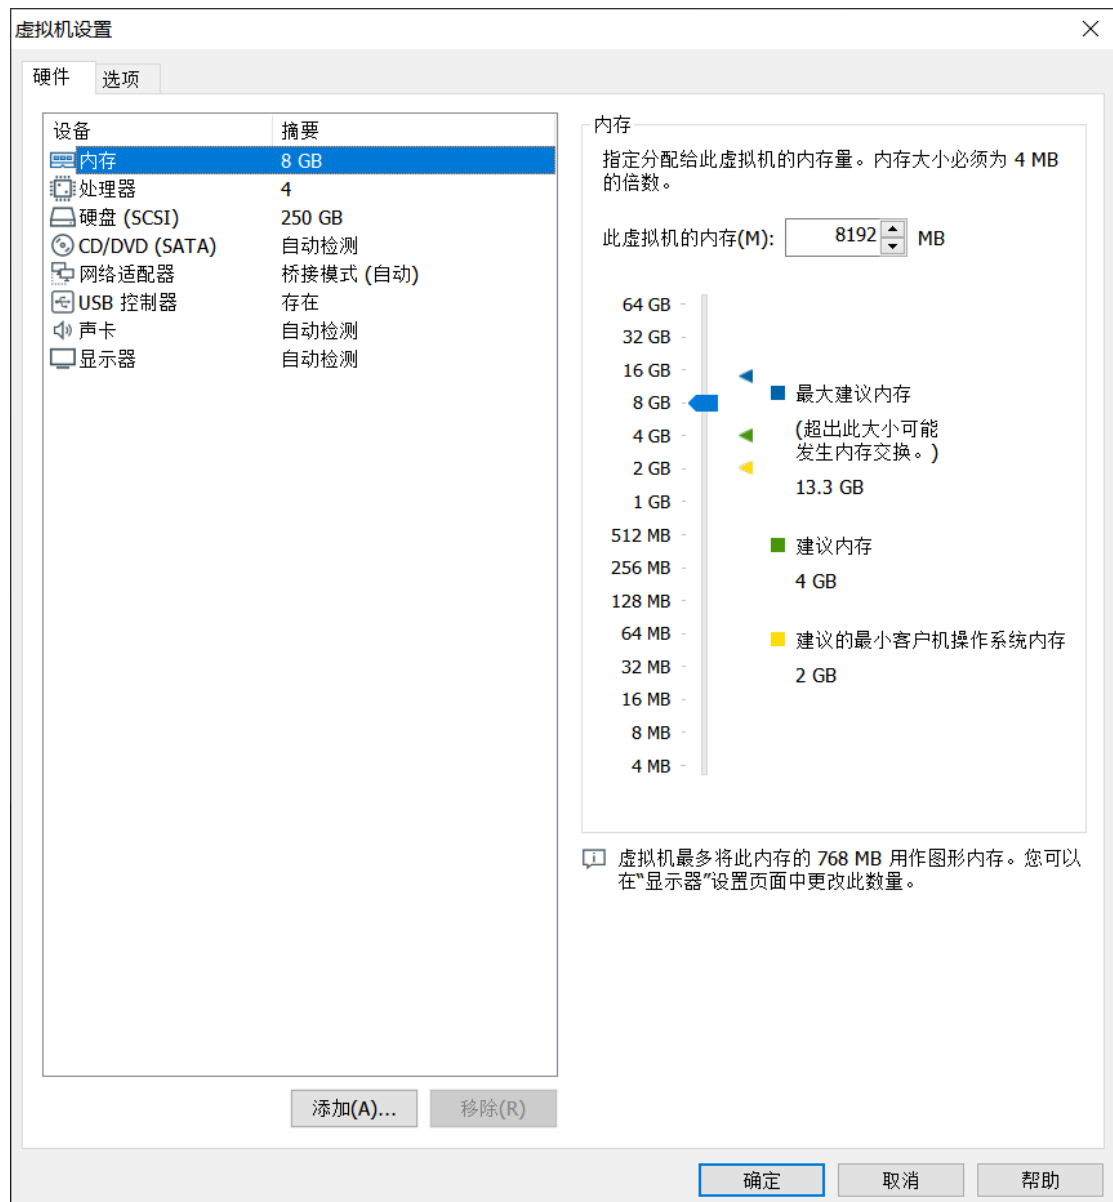 虚拟机设置
硬件
选项
设备 摘要
内存 8 GB
处理器 4
硬盘 (SCSI) 250 GB
CD/DVD (SATA) 自动检测
网络适配器 桥接模式 (自动)
USB 控制器 存在
声卡 自动检测
显示器 自动检测
添加(A)...
移除(R)
内存
指定分配给此虚拟机的内存量。内存大小必须为 4 MB
的倍数。
此虚拟机的内存(M): 8192 MB
64 GB
32 GB
16 GB
8 GB
4 GB
2 GB
1 GB
512 MB
256 MB
128 MB
64 MB
32 MB
16 MB
8 MB
4 MB
最大建议内存
(超出此大小可能
发生内存交换。)
13.3 GB
建议内存
4 GB
建议的最小客户机操作系统内存
2 GB
虚拟机最多将此内存的 768 MB 用作图形内存。您可以
在“显示器”设置页面中更改此数量。
确定
取消
帮助